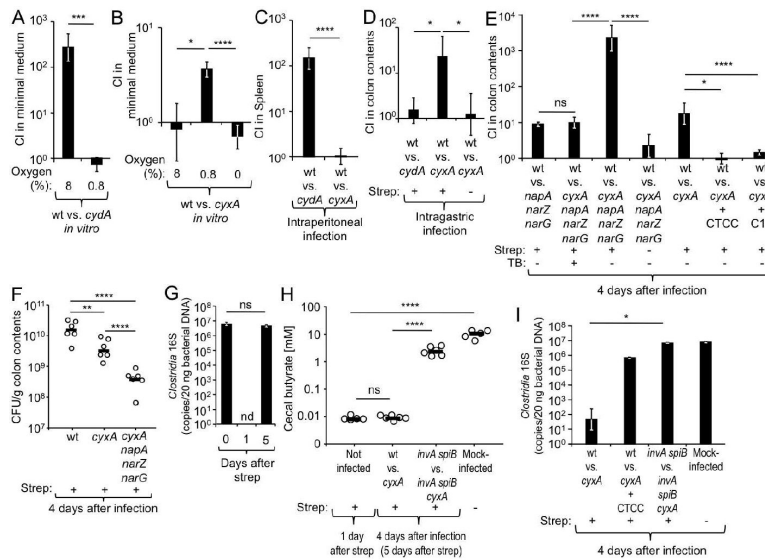 A
CI in minimal medium
10³
10²
10¹
10⁰
***
Oxygen
(%):
8 0.8
wt vs. cydA
in vitro
B
CI in
minimal medium
10¹
10⁰
* ****
Oxygen
(%):
8 0.8 0
wt vs. cyxA
in vitro
C
CI in Spleen
10³
10²
10¹
10⁰
****
wt vs. cydA
wt vs. cyxA
Intraperitoneal
infection
D
CI in colon contents
10²
10¹
10⁰
* *
wt vs. cydA
wt vs. cyxA
wt vs. cyxA
Strep: + + -
Intragastric
infection
E
CI in colon contents
10⁴
10³
10²
10¹
10⁰
ns
**** ****
****
*
wt vs. napA narZ narG
wt vs. cyxA napA narZ narG
wt vs. cyxA napA narZ narG
wt vs. cyxA napA narZ narG
wt vs. cyxA
wt vs. cyxA + CTCC
wt vs. cyxA + C1
Strep: + + + - + + +
TB: - + - - - - -
4 days after infection
F
CFU/g colon contents
10¹¹
10¹⁰
10⁹
10⁸
10⁷
****
**
****
wt
cyxA
cyxA napA narZ narG
Strep: + + +
4 days after infection
G
Clostridia 16S
(copies/20 ng bacterial DNA)
10⁸
10⁷
10⁶
10⁵
10⁴
10³
10²
10¹
10⁰
ns
nd
0 1 5
Days after
strep
H
Cecal butyrate [mM]
100
10
1
0.1
0.01
0
****
****
ns
Not infected
wt vs. cyxA
invA spiB vs. invA spiB cyxA
Mock-infected
Strep: + + + -
1 day
after strep
4 days after infection
(5 days after strep)
I
Clostridia 16S
(copies/20 ng bacterial DNA)
10⁸
10⁷
10⁶
10⁵
10⁴
10³
10²
10¹
10⁰
*
wt vs. cyxA
wt vs. cyxA + CTCC
invA spiB vs. invA spiB cyxA
Mock-infected
Strep: + + + -
4 days after infection